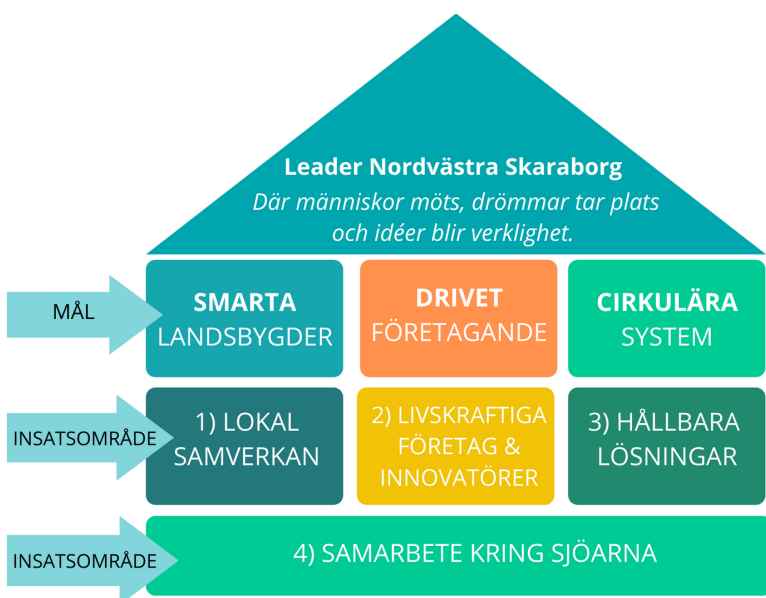 Leader Nordvästra Skaraborg
Där människor möts, drömmar tar plats
och idéer blir verklighet.
MÅL
SMARTA
LANDSBYGDER
DRIVET
FÖRETAGANDE
CIRKULÄRA
SYSTEM
INSATSOMRÅDE
1) LOKAL
SAMVERKAN
2) LIVSKRAFTIGA
FÖRETAG &
INNOVATÖRER
3) HÅLLBARA
LÖSNINGAR
INSATSOMRÅDE
4) SAMARBETE KRING SJÖARNA